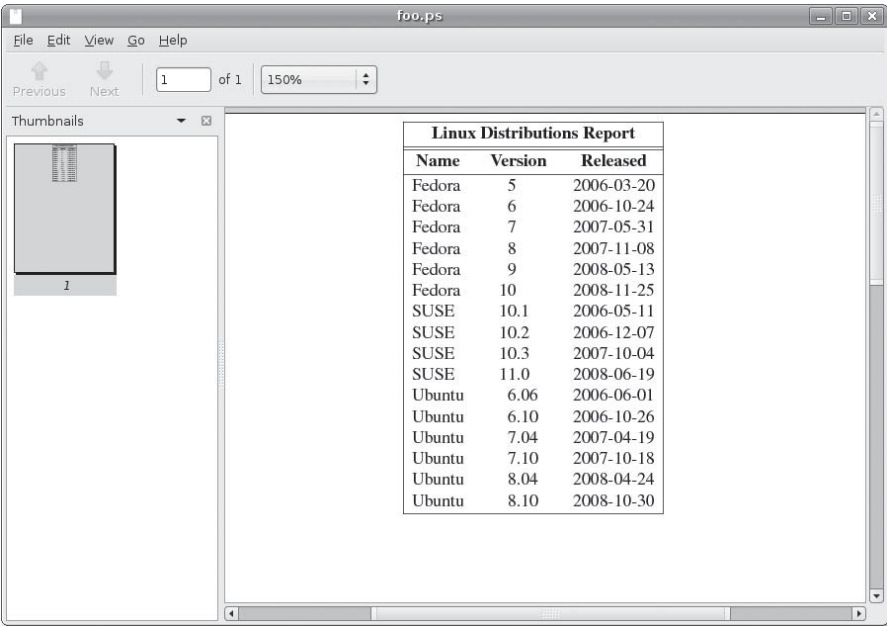 foo.ps
File Edit View Go Help
Previous Next 1 of 1 150%
Thumbnails
1
Linux Distributions Report
Name Version Released
Fedora 5 2006-03-20
Fedora 6 2006-10-24
Fedora 7 2007-05-31
Fedora 8 2007-11-08
Fedora 9 2008-05-13
Fedora 10 2008-11-25
SUSE 10.1 2006-05-11
SUSE 10.2 2006-12-07
SUSE 10.3 2007-10-04
SUSE 11.0 2008-06-19
Ubuntu 6.06 2006-06-01
Ubuntu 6.10 2006-10-26
Ubuntu 7.04 2007-04-19
Ubuntu 7.10 2007-10-18
Ubuntu 8.04 2008-04-24
Ubuntu 8.10 2008-10-30